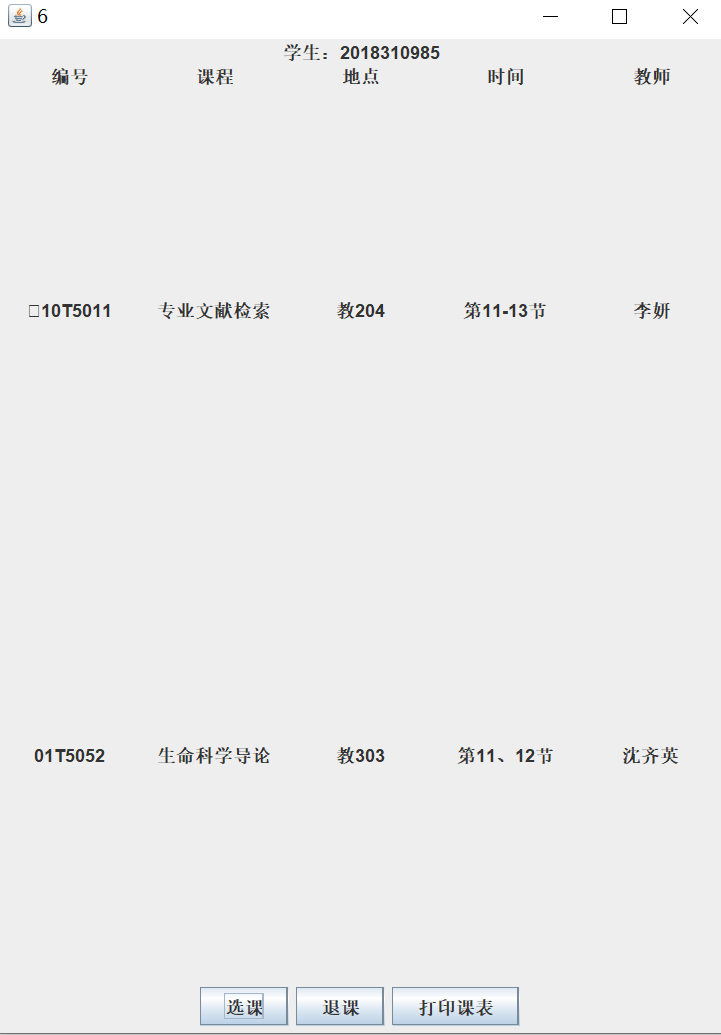 6
学生：2018310985
编号 课程 地点 时间 教师
10T5011 专业文献检索 教204 第11-13节 李妍
01T5052 生命科学导论 教303 第11、12节 沈齐英
选课 退课 打印课表